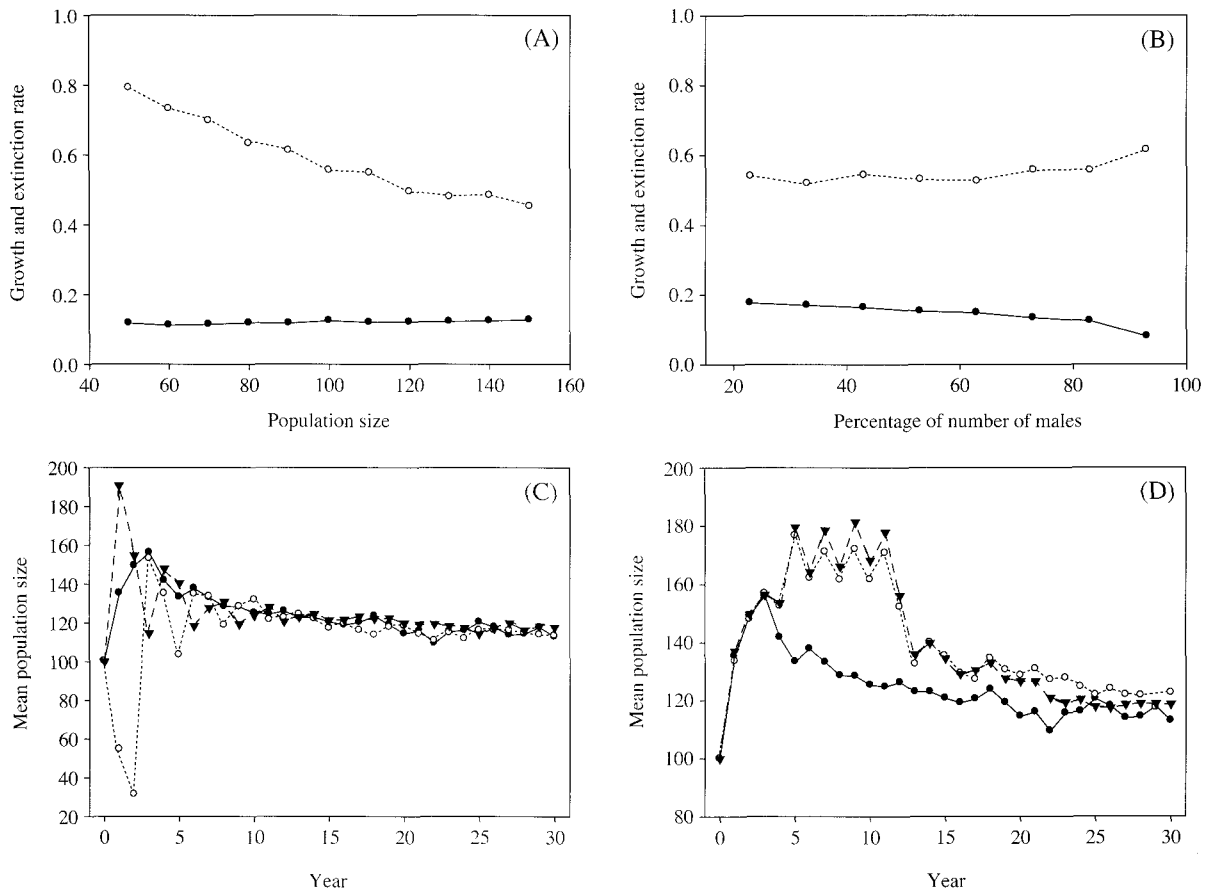 (A)
Growth and extinction rate
1.0
0.8
0.6
0.4
0.2
0.0
40 60 80 100 120 140 160
Population size
(B)
Growth and extinction rate
1.0
0.8
0.6
0.4
0.2
0.0
20 40 60 80 100
Percentage of number of males
(C)
Mean population size
200
180
160
140
120
100
80
60
40
20
0 5 10 15 20 25 30
Year
(D)
Mean population size
200
180
160
140
120
100
80
0 5 10 15 20 25 30
Year